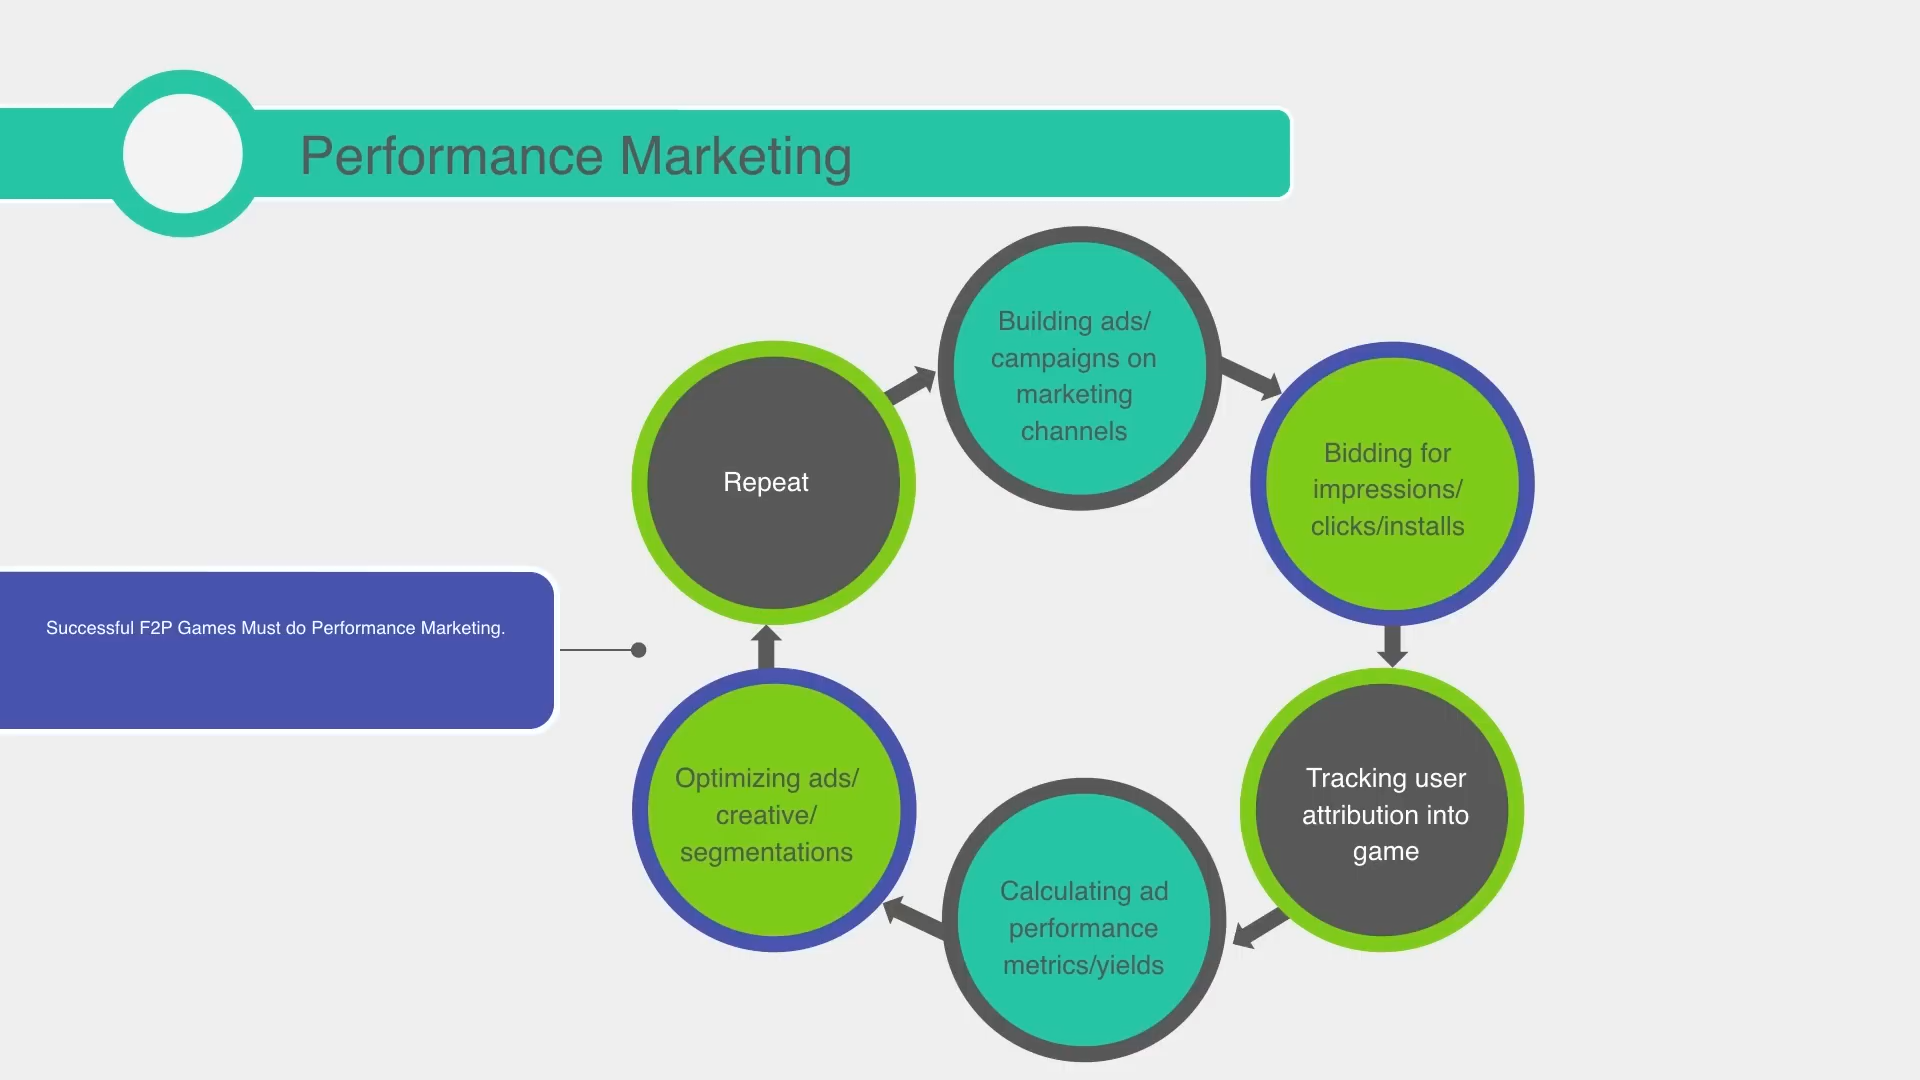 Performance Marketing
Building ads/
campaigns on
marketing
channels
Bidding for
impressions/
clicks/installs
Tracking user
attribution into
game
Calculating ad
performance
metrics/yields
Optimizing ads/
creative/
segmentations
Repeat
Successful F2P Games Must do Performance Marketing.